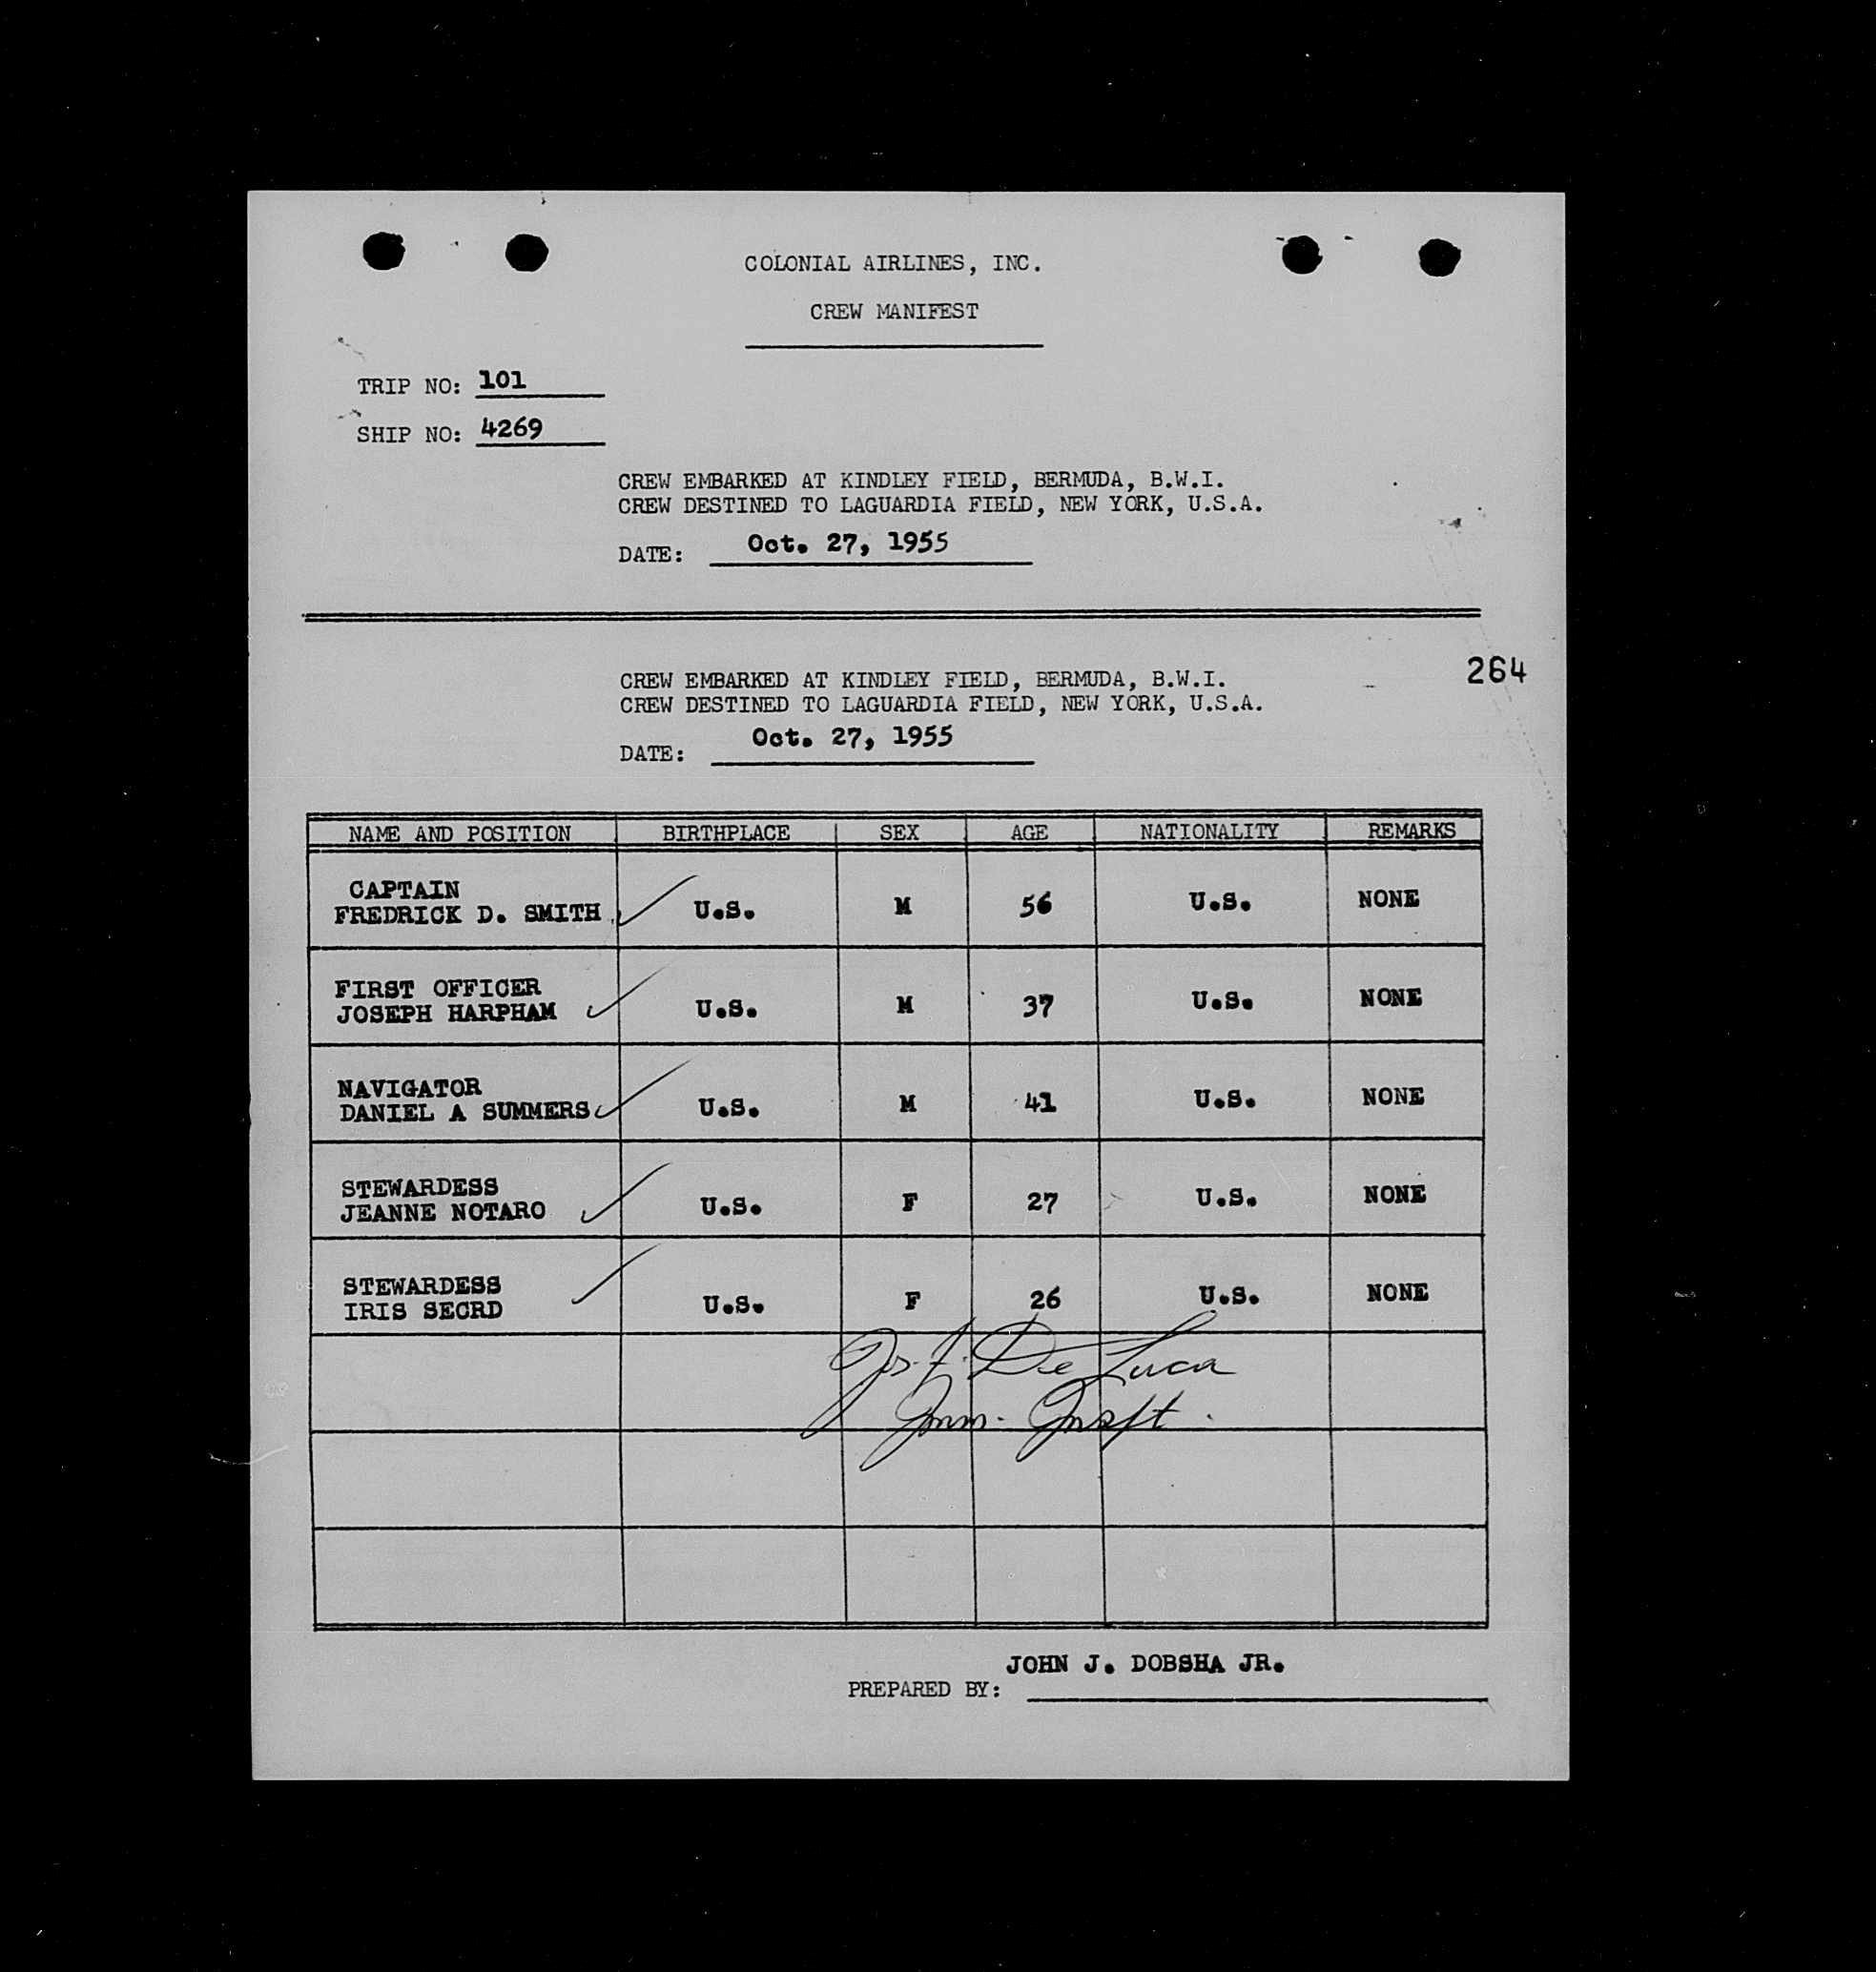 COLONIAL AIRLINES, INC.
CREW MANIFEST
TRIP NO: 101
SHIP NO: 4269
CREW EMBARKED AT KINDLEY FIELD, BERMUDA, B.W.I.
CREW DESTINED TO LAGUARDIA FIELD, NEW YORK, U.S.A.
DATE: Oct. 27, 1955
264
CREW EMBARKED AT KINDLEY FIELD, BERMUDA, B.W.I.
CREW DESTINED TO LAGUARDIA FIELD, NEW YORK, U.S.A.
DATE: Oct. 27, 1955
NAME AND POSITION BIRTHPLACE SEX AGE NATIONALITY REMARKS
CAPTAIN
FREDRICK D. SMITH U.S. M 56 U.S. NONE
FIRST OFFICER
JOSEPH HARPHAM U.S. M 37 U.S. NONE
NAVIGATOR
DANIEL A SUMMERS U.S. M 41 U.S. NONE
STEWARDESS
JEANNE NOTARO U.S. F 27 U.S. NONE
STEWARDESS
IRIS SECRD U.S. F 26 U.S. NONE
Jos. J. De Luca
Imm. Inspt.
JOHN J. DOBSHA JR.
PREPARED BY: